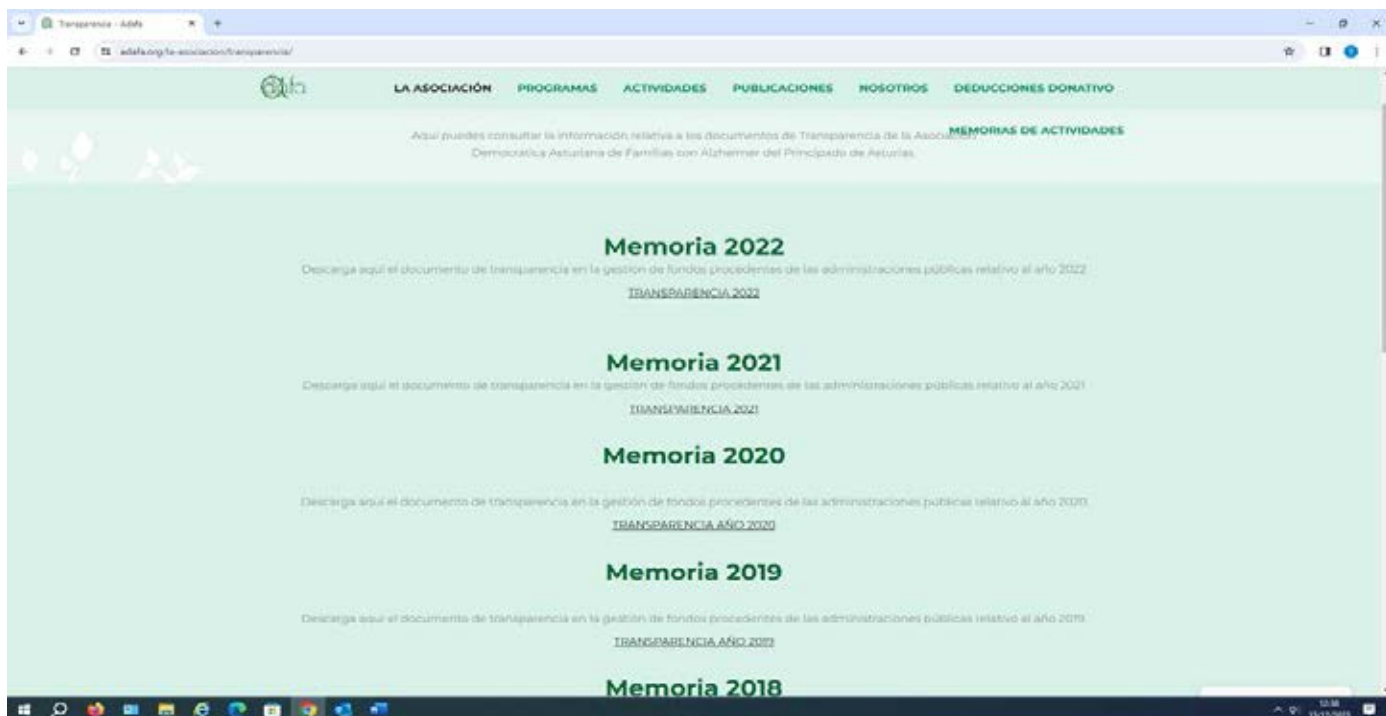 Transparencia - Adafa
adafa.org/la-asociacion/transparencia/
LA ASOCIACIÓN PROGRAMAS ACTIVIDADES PUBLICACIONES NOSOTROS DEDUCCIONES DONATIVO
MEMORIAS DE ACTIVIDADES
Aquí puedes consultar la información relativa a los documentos de Transparencia de la Asociación
Democrática Asturiana de Familias con Alzheimer del Principado de Asturias.
Memoria 2022
Descarga aquí el documento de transparencia en la gestión de fondos procedentes de las administraciones públicas relativo al año 2022
TRANSPARENCIA 2022
Memoria 2021
Descarga aquí el documento de transparencia en la gestión de fondos procedentes de las administraciones públicas relativo al año 2021
TRANSPARENCIA 2021
Memoria 2020
Descarga aquí el documento de transparencia en la gestión de fondos procedentes de las administraciones públicas relativo al año 2020
TRANSPARENCIA AÑO 2020
Memoria 2019
Descarga aquí el documento de transparencia en la gestión de fondos procedentes de las administraciones públicas relativo al año 2019
TRANSPARENCIA AÑO 2019
Memoria 2018